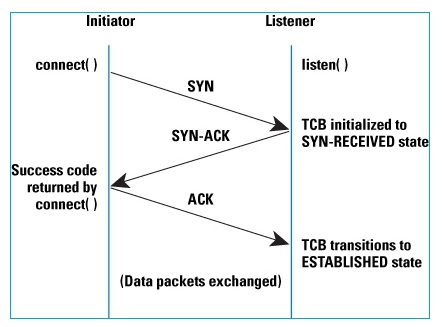 Initiator
Listener
connect( )
listen( )
SYN
TCB initialized to
SYN-RECEIVED state
SYN-ACK
Success code
returned by
connect( )
ACK
TCB transitions to
ESTABLISHED state
(Data packets exchanged)